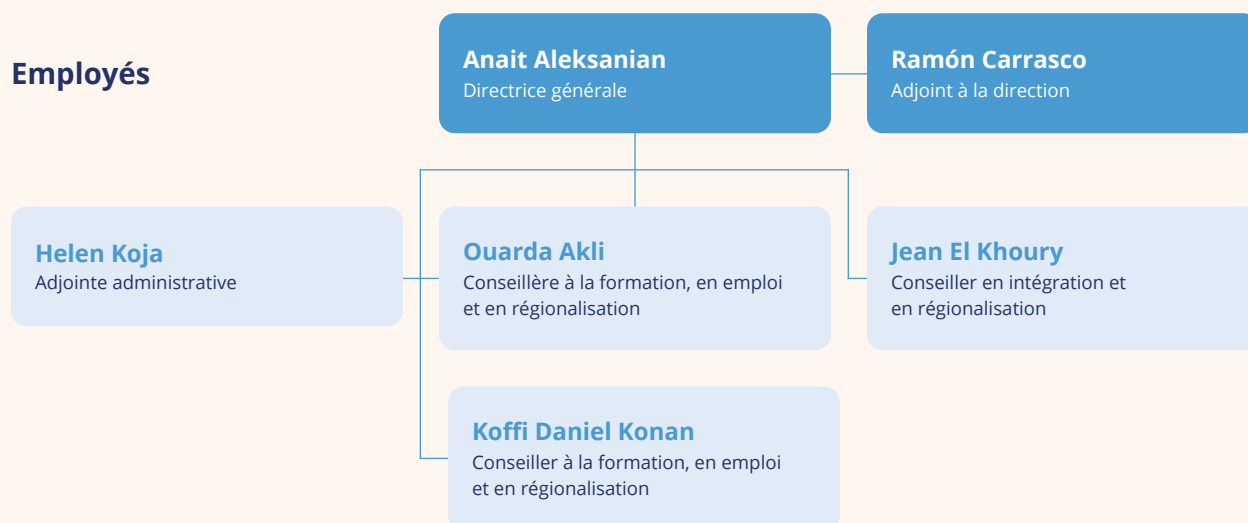 Employés
Anait Aleksanian
Directrice générale
Ramón Carrasco
Adjoint à la direction
Helen Koja
Adjointe administrative
Ouarda Akli
Conseillère à la formation, en emploi
et en régionalisation
Jean El Khoury
Conseiller en intégration et
en régionalisation
Koffi Daniel Konan
Conseiller à la formation, en emploi
et en régionalisation